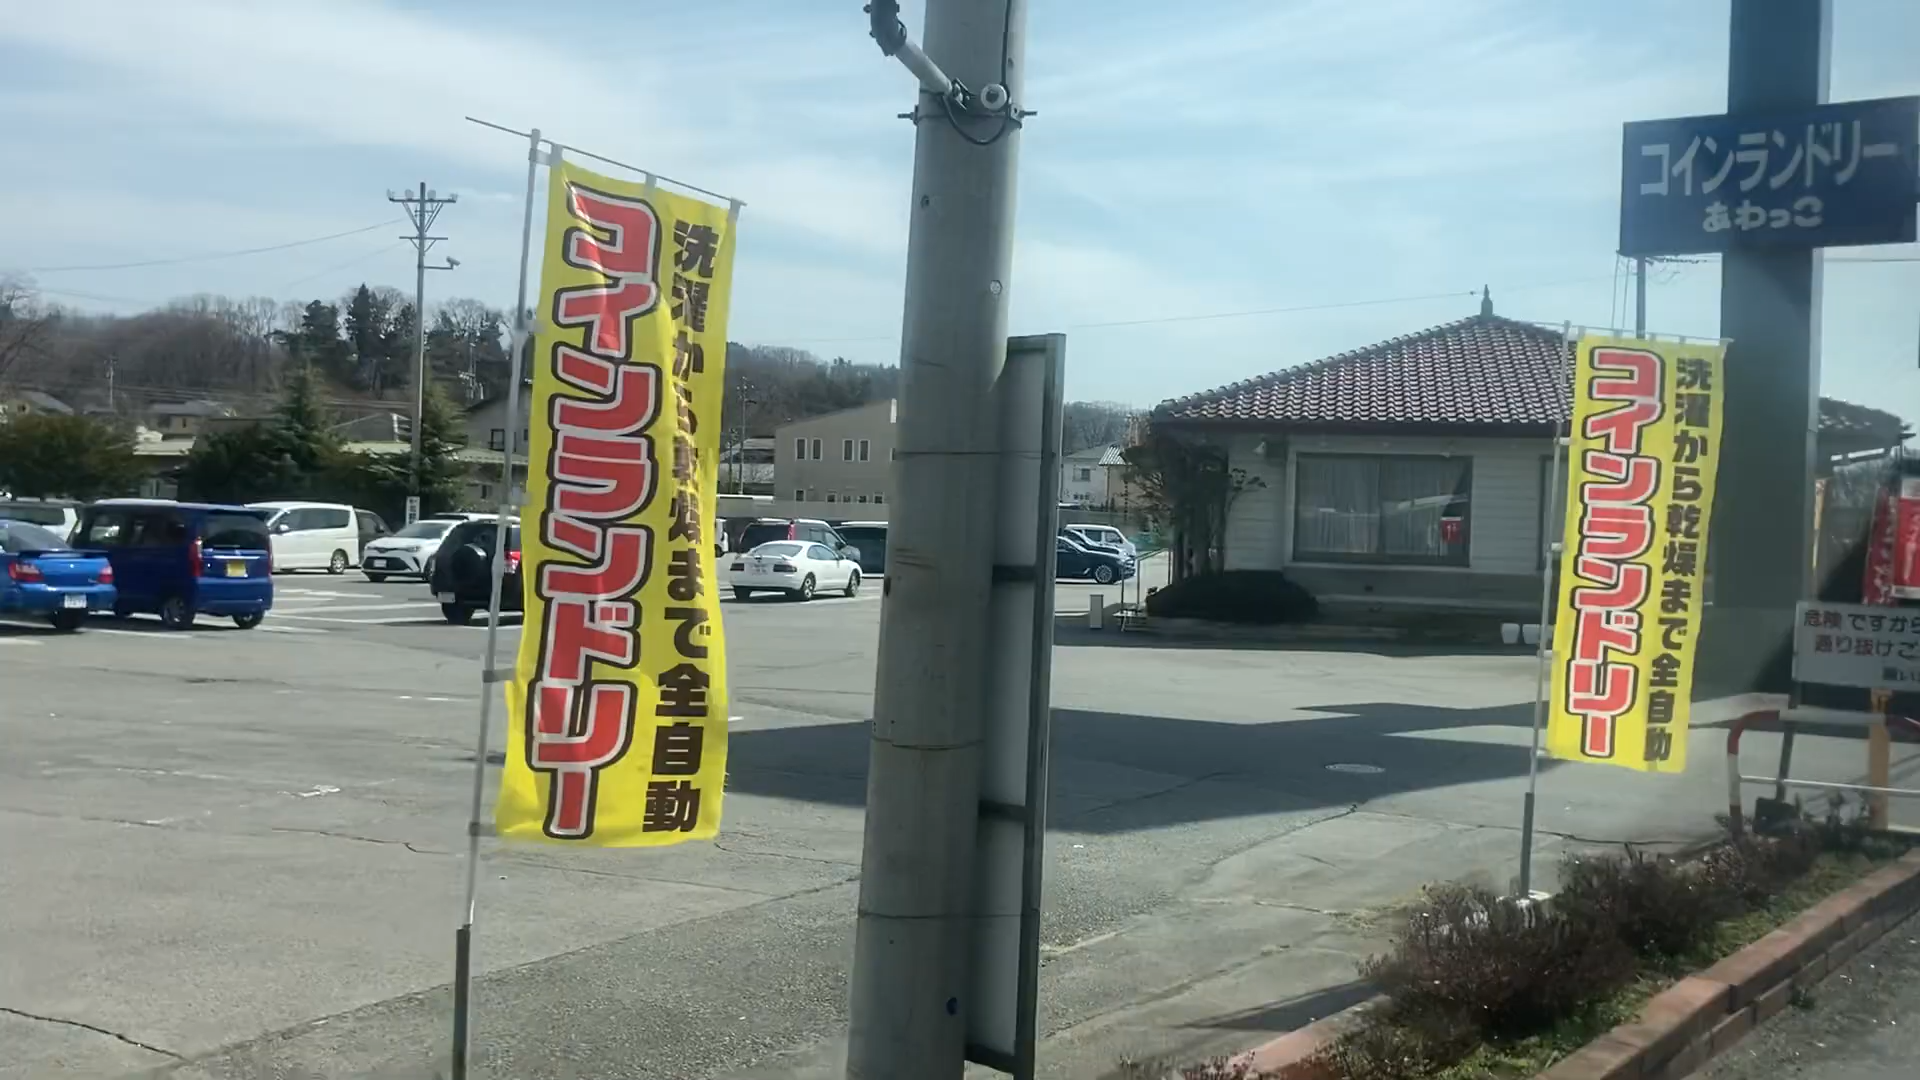 コインランドリー
洗濯から乾燥まで全自動
コインランドリー
あわっこ
コインランドリー
洗濯から乾燥まで全自動
危険ですから
通り抜けご